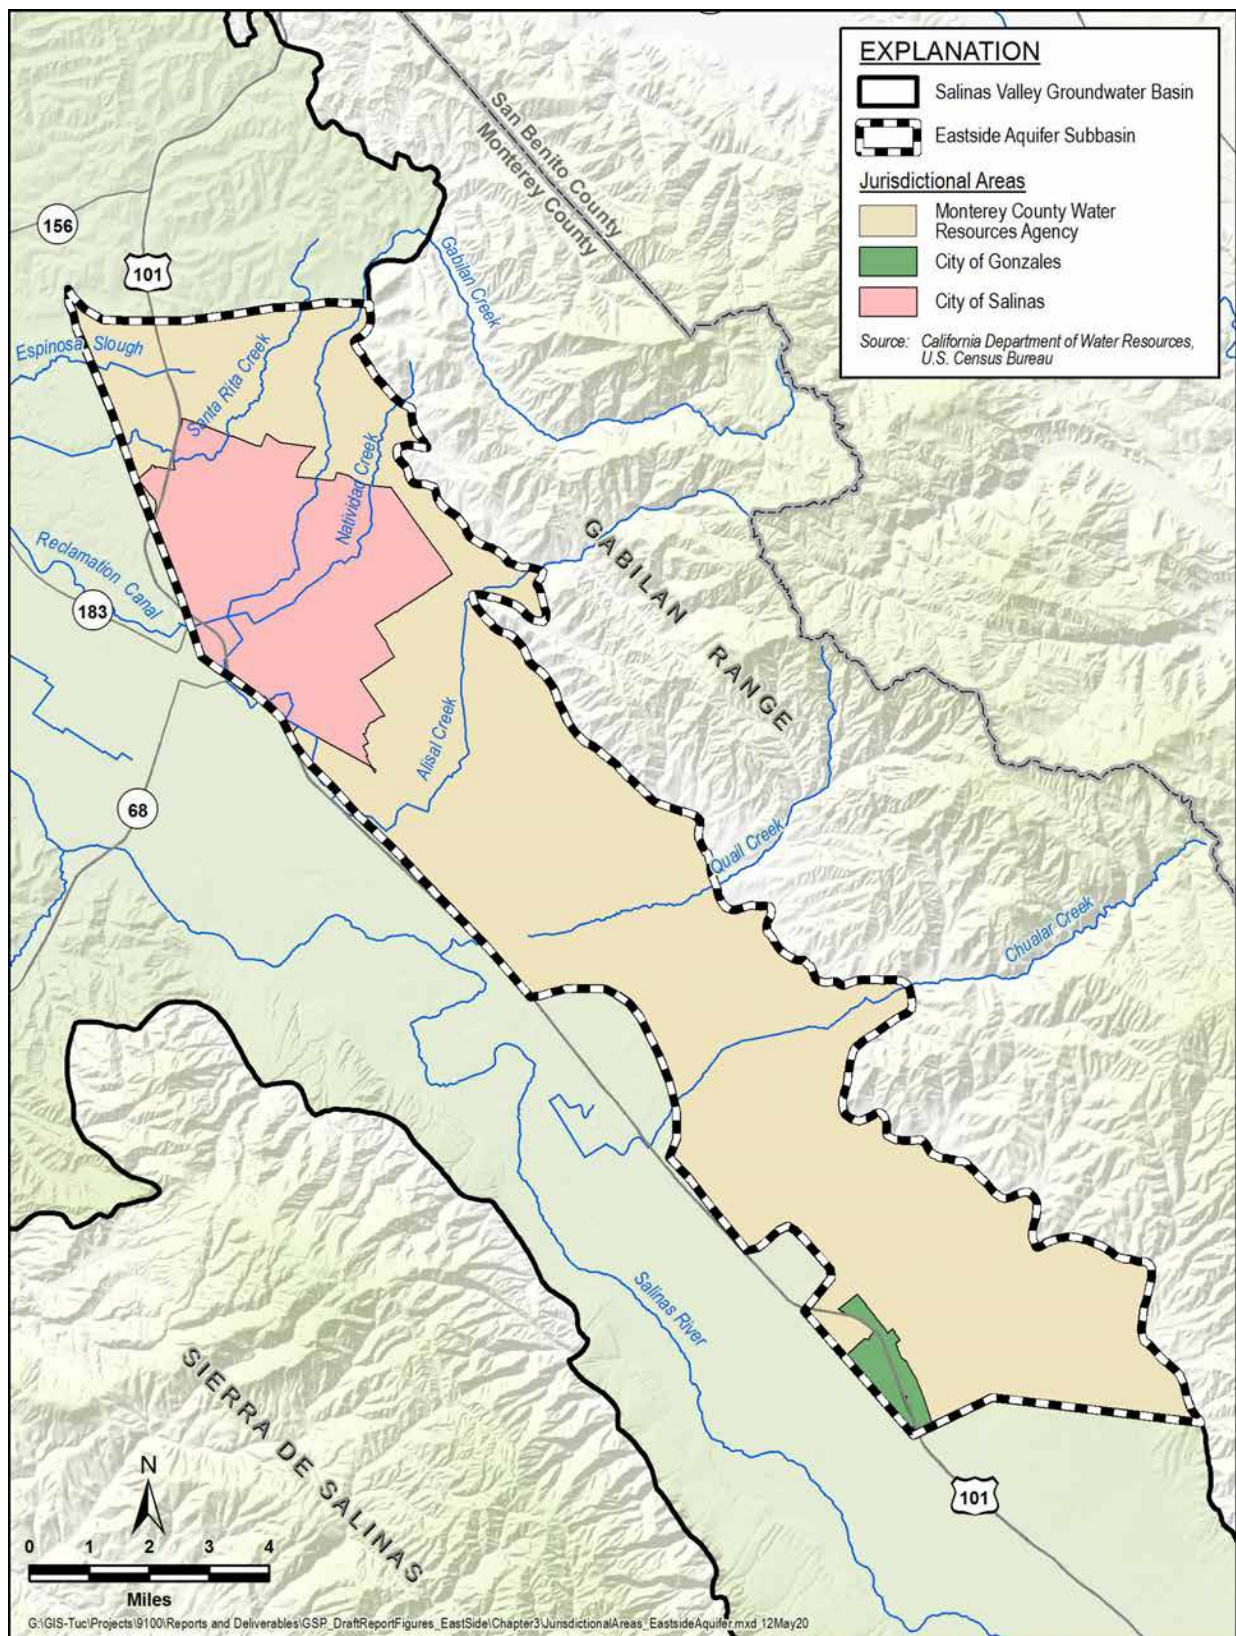 EXPLANATION
Salinas Valley Groundwater Basin
Eastside Aquifer Subbasin
Jurisdictional Areas
Monterey County Water
Resources Agency
City of Gonzales
City of Salinas
Source: California Department of Water Resources,
U.S. Census Bureau
San Benito County
Monterey County
156
101
Gabilan Creek
Espinosa Slough
Santa Rita Creek
Natividad Creek
Reclamation Canal
183
GABILAN RANGE
Alisal Creek
68
Quail Creek
Chualar Creek
Salinas River
SIERRA DE SALINAS
101
N
0 1 2 3 4
Miles
G:\GIS-Tuc\Projects\9100\Reports and Deliverables\GSP_DraftReportFigures_EastSide\Chapter3\JurisdictionalAreas_EastsideAquifer.mxd 12May20